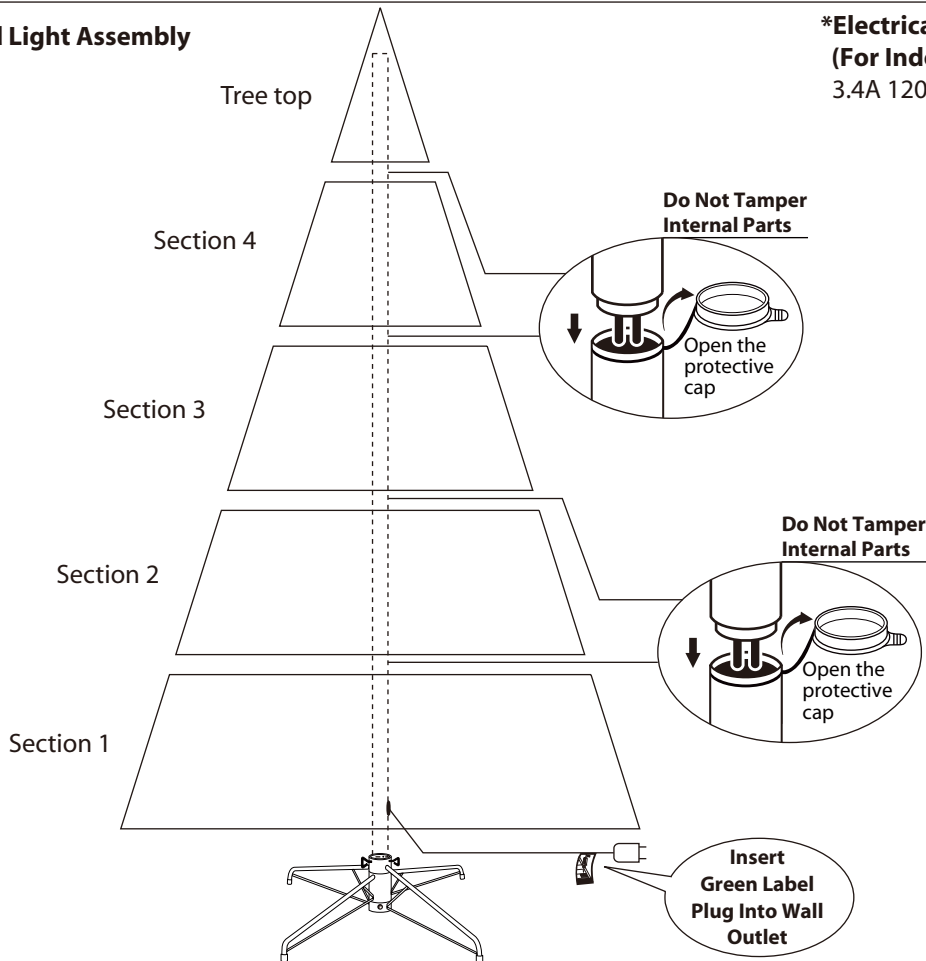 Light Assembly
*Electrica
(For Ind
3.4A 120
Tree top
Do Not Tamper
Internal Parts
Section 4
Open the
protective
cap
Section 3
Do Not Tamper
Internal Parts
Section 2
Open the
protective
cap
Section 1
Insert
Green Label
Plug Into Wall
Outlet